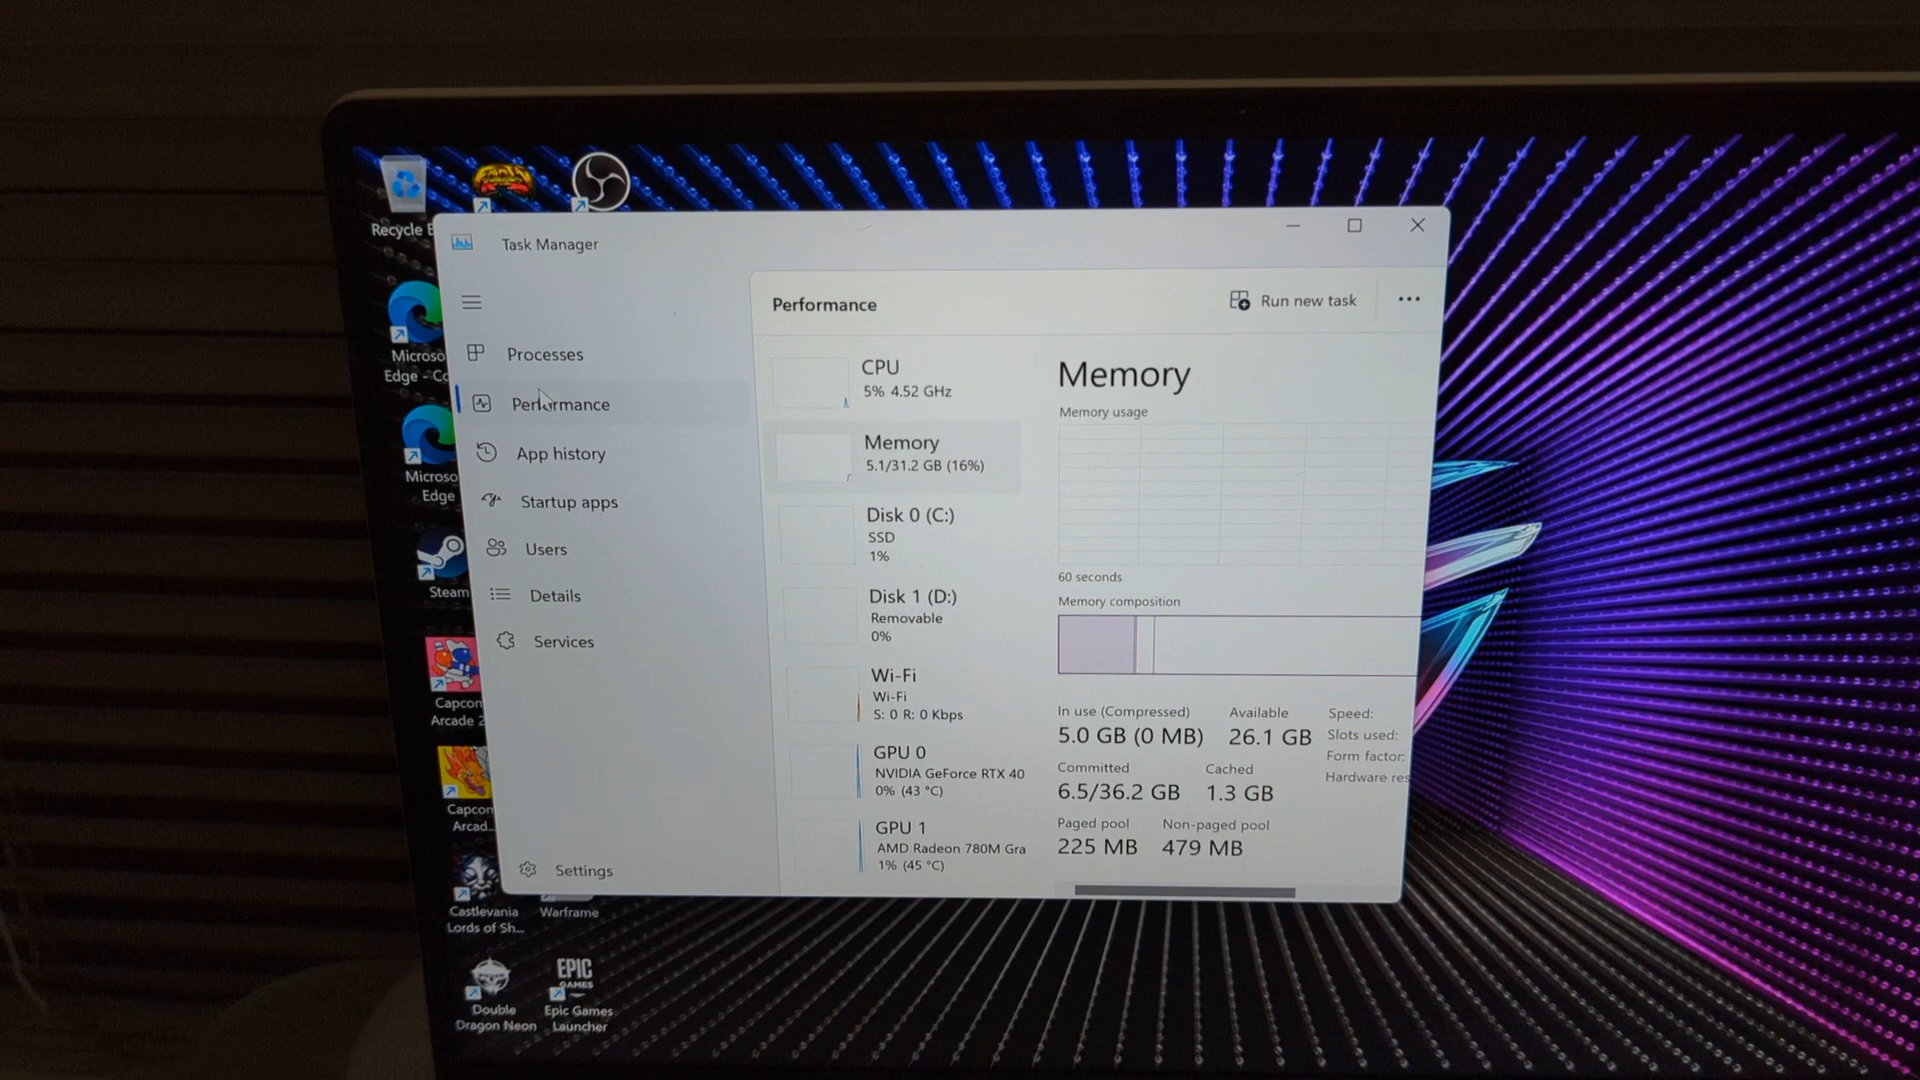 Recycle B
Task Manager
Performance
Run new task
Processes
Performance
App history
Startup apps
Users
Details
Services
Settings
CPU
5% 4.52 GHz
Memory
5.1/31.2 GB (16%)
Disk 0 (C:)
SSD
1%
Disk 1 (D:)
Removable
0%
Wi-Fi
Wi-Fi
S: 0 R: 0 Kbps
GPU 0
NVIDIA GeForce RTX 40
0% (43 °C)
GPU 1
AMD Radeon 780M Gra
1% (45 °C)
Memory
Memory usage
60 seconds
Memory composition
In use (Compressed)
5.0 GB (0 MB)
Available
26.1 GB
Speed:
Slots used:
Form factor:
Hardware res
Committed
6.5/36.2 GB
Cached
1.3 GB
Paged pool
225 MB
Non-paged pool
479 MB
Microso
Edge - Co
Microso
Edge
Steam
Capcom
Arcade 2
Capcom
Arcad...
Castlevania
Lords of Sh...
Warframe
Double
Dragon Neon
EPIC
GAMES
Epic Games
Launcher